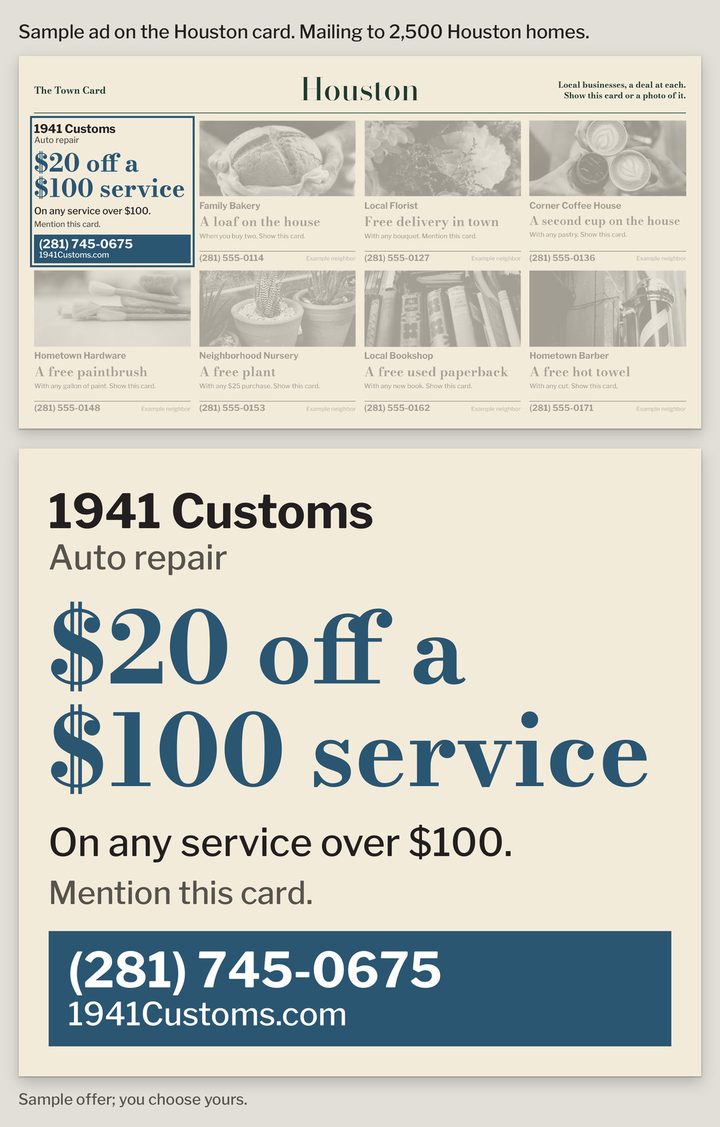 Sample ad on the Houston card. Mailing to 2,500 Houston homes.
The Town Card
Houston
Local businesses, a deal at each.
Show this card or a photo of it.
1941 Customs
Auto repair
$20 off a
$100 service
On any service over $100.
Mention this card.
(281) 745-0675
1941Customs.com
Family Bakery
A loaf on the house
When you buy two. Show this card.
(281) 555-0114 Example neighbor
Local Florist
Free delivery in town
With any bouquet. Mention this card.
(281) 555-0127 Example neighbor
Corner Coffee House
A second cup on the house
With any pastry. Show this card.
(281) 555-0136 Example neighbor
Hometown Hardware
A free paintbrush
With any gallon of paint. Show this card.
(281) 555-0148 Example neighbor
Neighborhood Nursery
A free plant
With any $25 purchase. Show this card.
(281) 555-0153 Example neighbor
Local Bookshop
A free used paperback
With any new book. Show this card.
(281) 555-0162 Example neighbor
Hometown Barber
A free hot towel
With any cut. Show this card.
(281) 555-0171 Example neighbor
1941 Customs
Auto repair
$20 off a
$100 service
On any service over $100.
Mention this card.
(281) 745-0675
1941Customs.com
Sample offer; you choose yours.